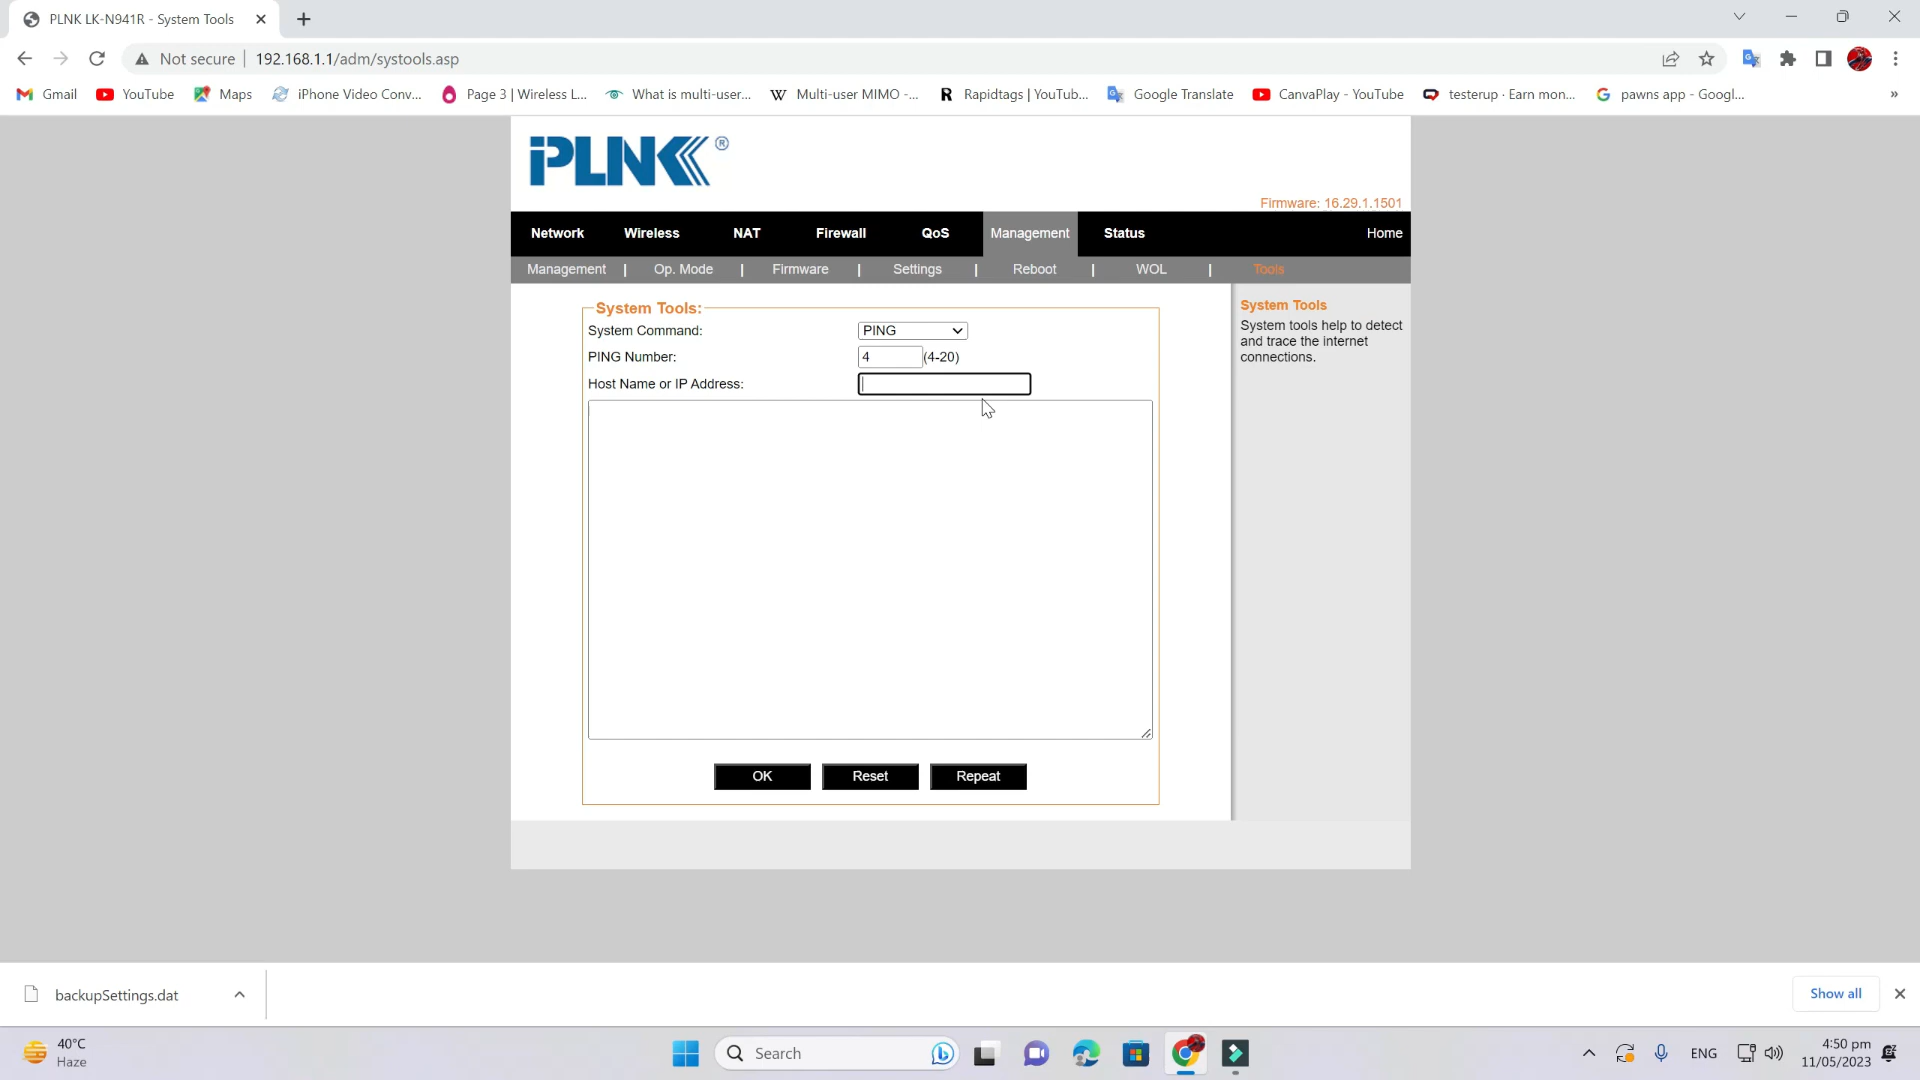 PLNK LK-N941R - System Tools
Not secure
192.168.1.1/adm/systools.asp
Gmail
YouTube
Maps
iPhone Video Conv...
Page 3 | Wireless L...
What is multi-user...
W
Multi-user MIMO -...
R
Rapidtags | YouTub...
Google Translate
CanvaPlay - YouTube
testerup · Earn mon...
pawns app - Googl...
»
PLNK ®
Firmware: 16.29.1.1501
Network
Wireless
NAT
Firewall
QoS
Management
Status
Home
Management | Op. Mode | Firmware | Settings | Reboot | WOL | Tools
System Tools:
System Command:
PING
PING Number:
4
(4-20)
Host Name or IP Address:
OK
Reset
Repeat
System Tools
System tools help to detect
and trace the internet
connections.
backupSettings.dat
Show all
40°C
Haze
Search
ENG
4:50 pm
11/05/2023